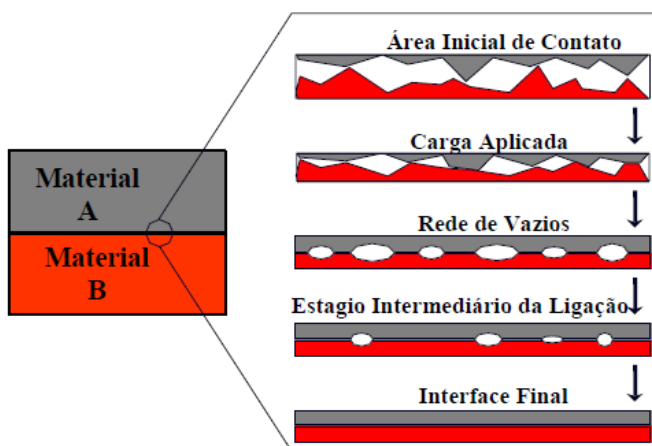 Material
A
Material
B
Área Inicial de Contato
Carga Aplicada
Rede de Vazios
Estagio Intermediário da Ligação
Interface Final